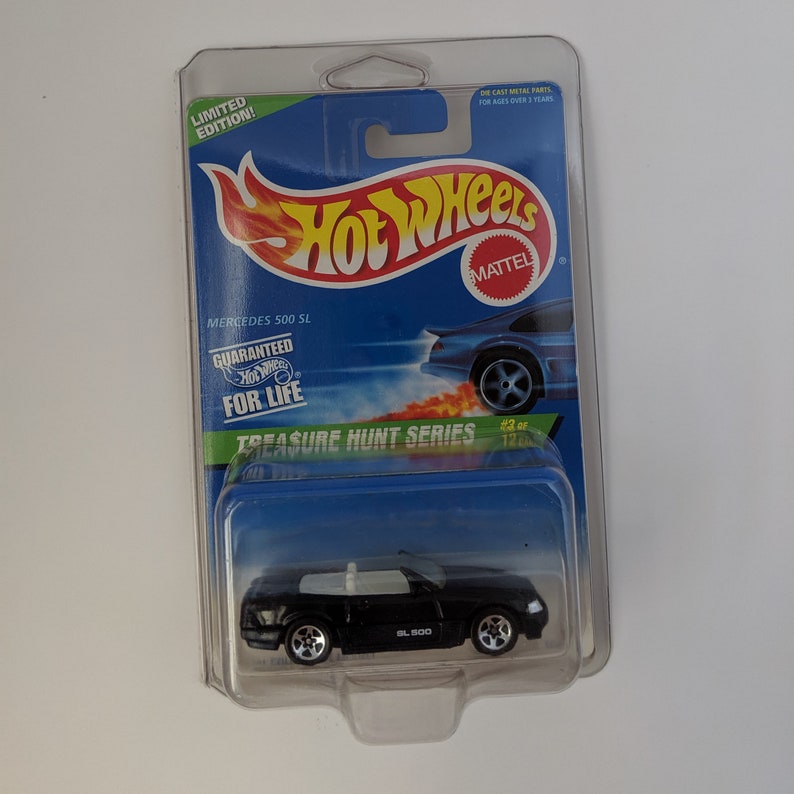 LIMITED
EDITION!
DIE CAST METAL PARTS.
FOR AGES OVER 3 YEARS.
HOT WHEELS
MATTEL
®
MERCEDES 500 SL
GUARANTEED
HOT WHEELS ®
FOR LIFE
TREA$URE HUNT SERIES
#3 OF
12
SL 500